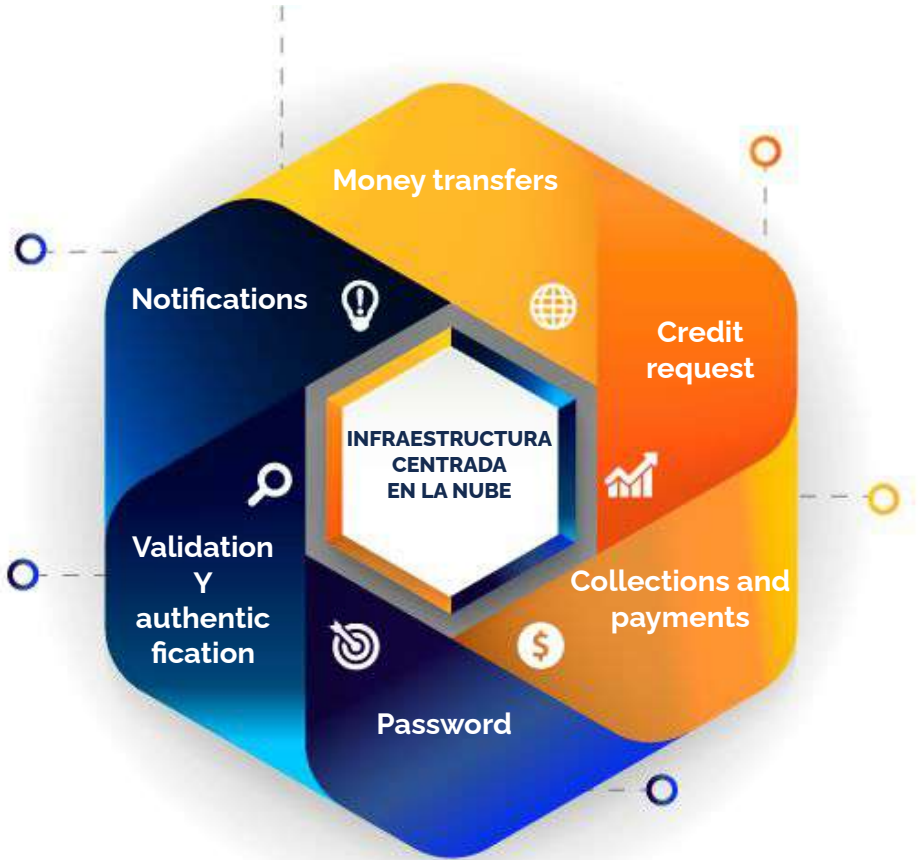 Money transfers
Notifications
Credit
request
INFRAESTRUCTURA
CENTRADA
EN LA NUBE
Validation
Y
authentic
fication
Collections and
payments
$
Password